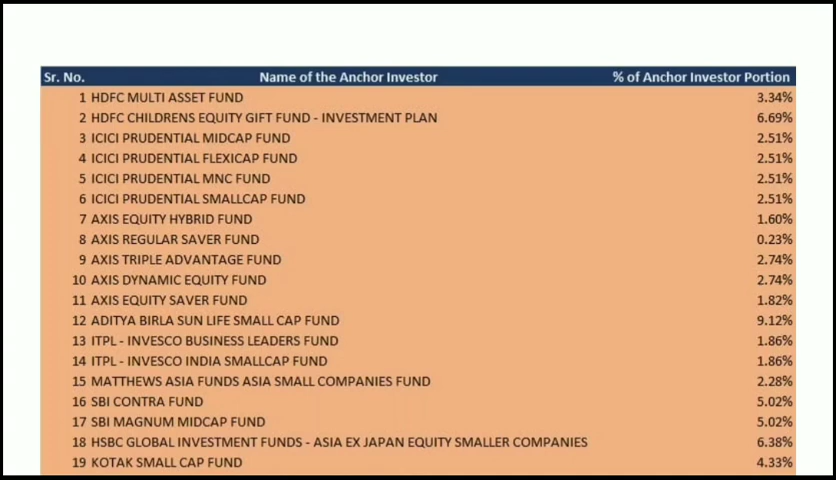 Sr. No. Name of the Anchor Investor % of Anchor Investor Portion
1 HDFC MULTI ASSET FUND 3.34%
2 HDFC CHILDRENS EQUITY GIFT FUND - INVESTMENT PLAN 6.69%
3 ICICI PRUDENTIAL MIDCAP FUND 2.51%
4 ICICI PRUDENTIAL FLEXICAP FUND 2.51%
5 ICICI PRUDENTIAL MNC FUND 2.51%
6 ICICI PRUDENTIAL SMALLCAP FUND 2.51%
7 AXIS EQUITY HYBRID FUND 1.60%
8 AXIS REGULAR SAVER FUND 0.23%
9 AXIS TRIPLE ADVANTAGE FUND 2.74%
10 AXIS DYNAMIC EQUITY FUND 2.74%
11 AXIS EQUITY SAVER FUND 1.82%
12 ADITYA BIRLA SUN LIFE SMALL CAP FUND 9.12%
13 ITPL - INVESCO BUSINESS LEADERS FUND 1.86%
14 ITPL - INVESCO INDIA SMALLCAP FUND 1.86%
15 MATTHEWS ASIA FUNDS ASIA SMALL COMPANIES FUND 2.28%
16 SBI CONTRA FUND 5.02%
17 SBI MAGNUM MIDCAP FUND 5.02%
18 HSBC GLOBAL INVESTMENT FUNDS - ASIA EX JAPAN EQUITY SMALLER COMPANIES 6.38%
19 KOTAK SMALL CAP FUND 4.33%